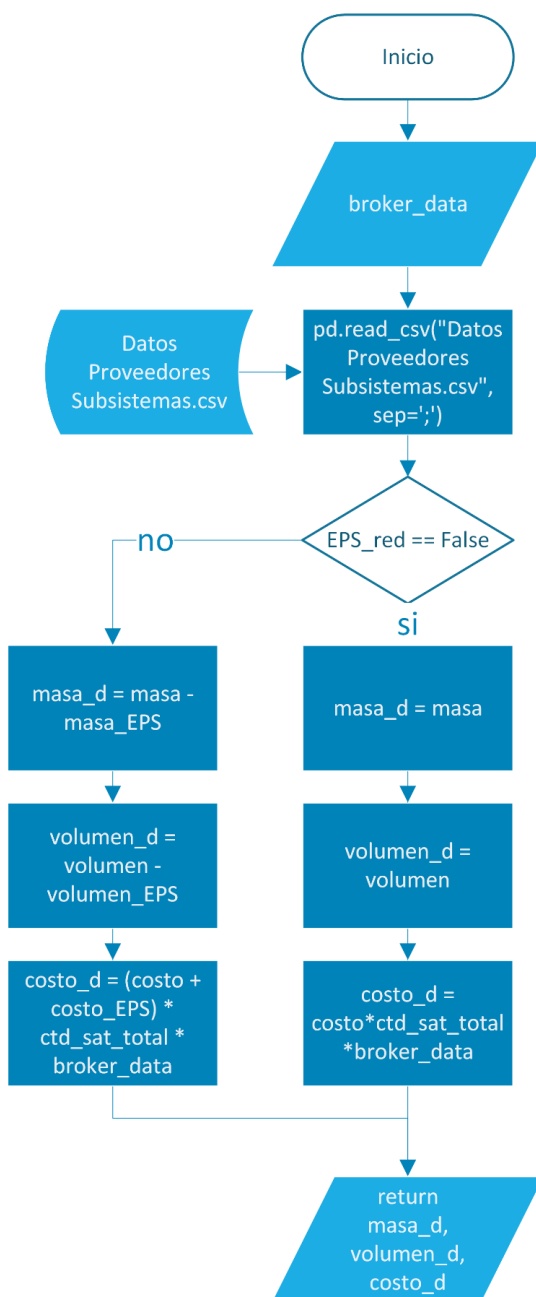 Inicio
broker_data
Datos
Proveedores
Subsistemas.csv
pd.read_csv("Datos
Proveedores
Subsistemas.csv",
sep=';')
EPS_red == False
no
si
masa_d = masa -
masa_EPS
masa_d = masa
volumen_d =
volumen -
volumen_EPS
volumen_d =
volumen
costo_d = (costo +
costo_EPS) *
ctd_sat_total *
broker_data
costo_d =
costo*ctd_sat_total
*broker_data
return
masa_d,
volumen_d,
costo_d